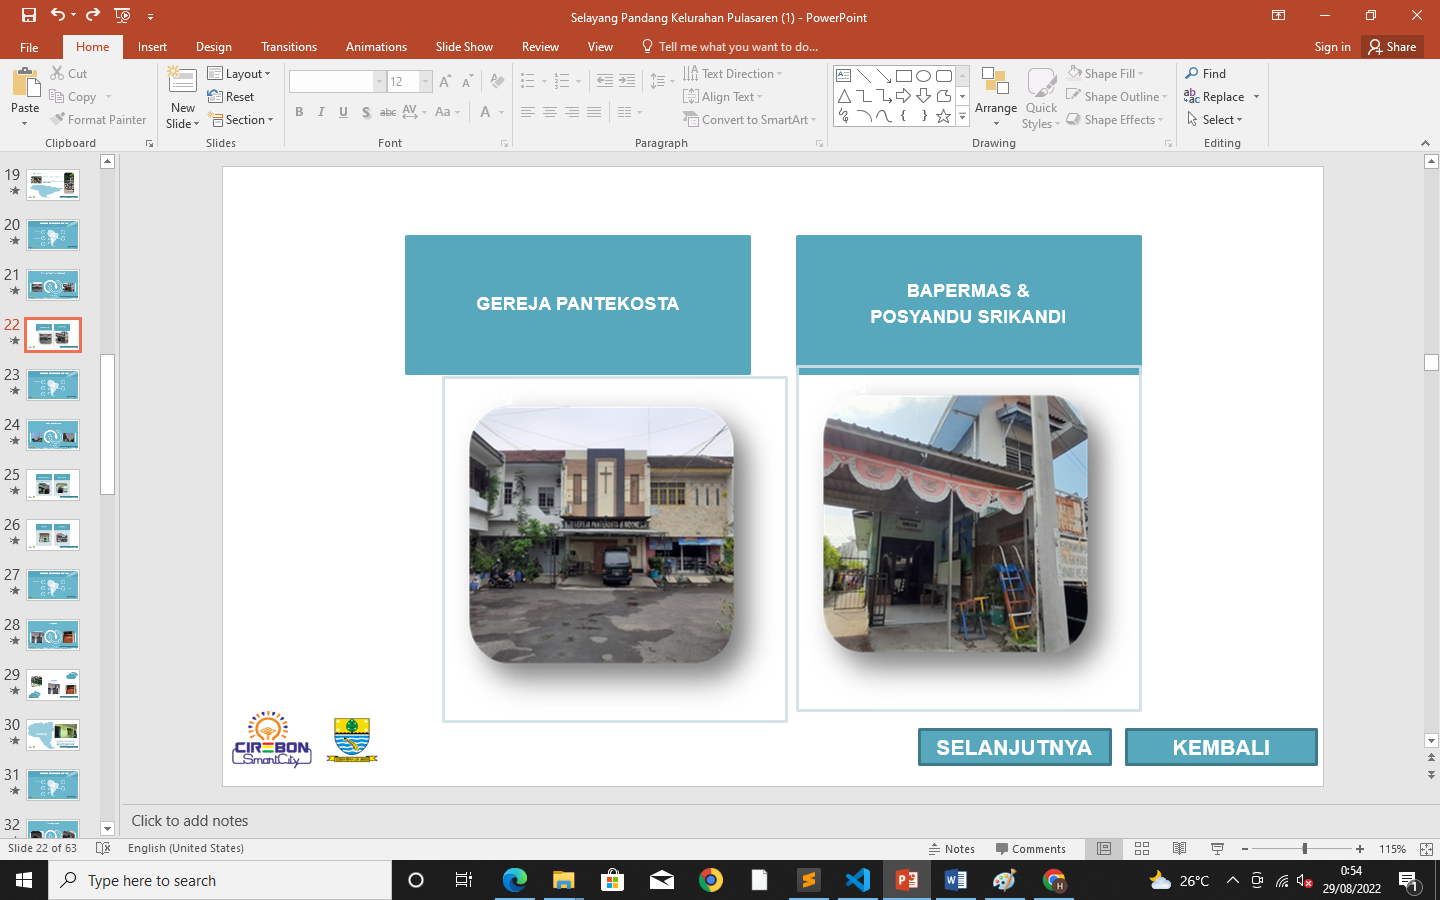 Selayang Pandang Kelurahan Pulasaren (1) - PowerPoint
File
Home
Insert
Design
Transitions
Animations
Slide Show
Review
View
Tell me what you want to do...
Sign in
Share
Paste
Cut
Copy
Format Painter
Clipboard
New Slide
Layout
Reset
Section
Slides
12
Font
Text Direction
Align Text
Convert to SmartArt
Paragraph
Arrange
Quick Styles
Shape Fill
Shape Outline
Shape Effects
Drawing
Find
Replace
Select
Editing
19
20
21
22
23
24
25
26
27
28
29
30
31
32
GEREJA PANTEKOSTA
BAPERMAS &
POSYANDU SRIKANDI
GEREJA PANTEKOSTA
CIREBON
SmartCity
SELANJUTNYA
KEMBALI
Click to add notes
Slide 22 of 63
English (United States)
Notes
Comments
115%
Type here to search
26°C
0:54
29/08/2022
1